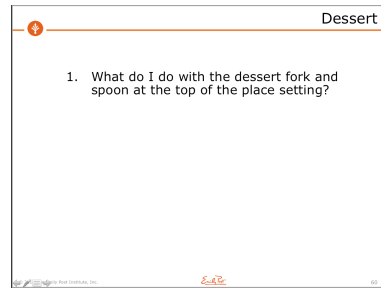 Dessert
1. What do I do with the dessert fork and
spoon at the top of the place setting?
Post Institute, Inc.
60